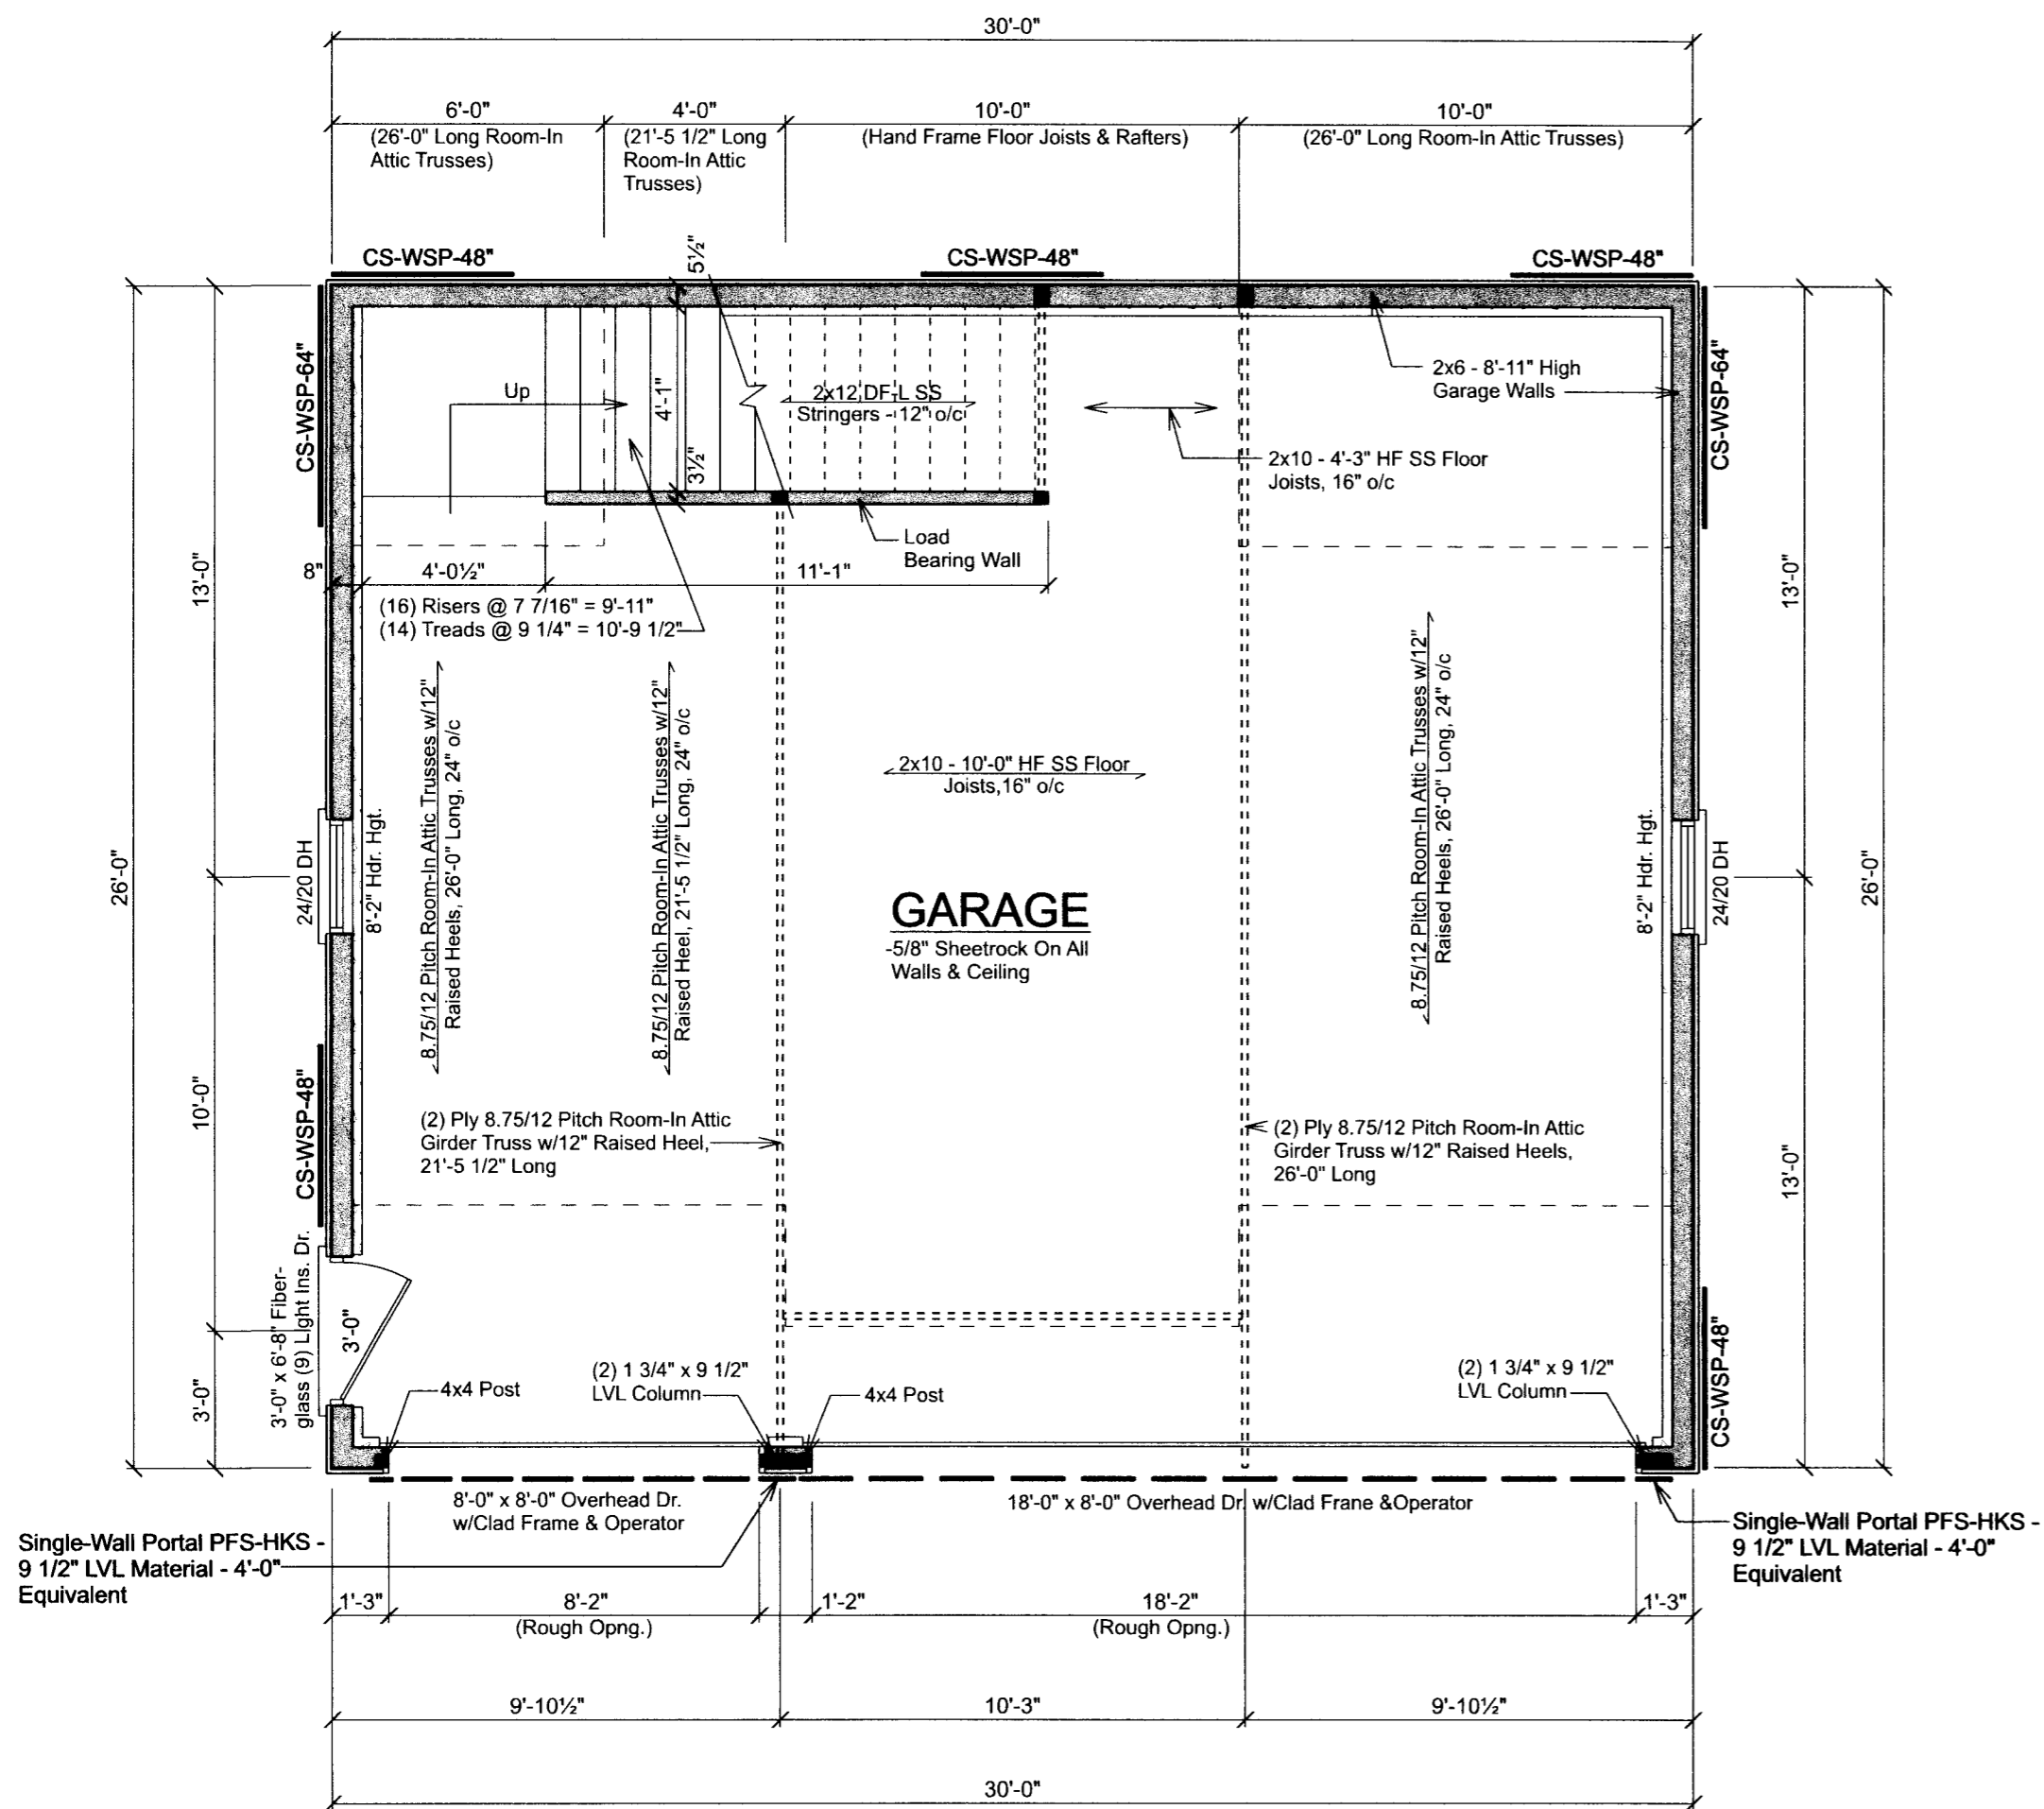 30'-0"
6'-0"
(26'-0" Long Room-In
Attic Trusses)
4'-0"
(21'-5 1/2" Long
Room-In Attic
Trusses)
10'-0"
(Hand Frame Floor Joists & Rafters)
10'-0"
(26'-0" Long Room-In Attic Trusses)
CS-WSP-48"
CS-WSP-48"
CS-WSP-48"
5½"
CS-WSP-64"
CS-WSP-64"
Up
4'-1"
3½"
2x12 DF-L SS
Stringers - 12" o/c
2x6 - 8'-11" High
Garage Walls
2x10 - 4'-3" HF SS Floor
Joists, 16" o/c
Load
Bearing Wall
8"
4'-0½"
11'-1"
(16) Risers @ 7 7/16" = 9'-11"
(14) Treads @ 9 1/4" = 10'-9 1/2"
13'-0"
13'-0"
26'-0"
26'-0"
8.75/12 Pitch Room-In Attic Trusses w/12"
Raised Heels, 26'-0" Long, 24" o/c
8.75/12 Pitch Room-In Attic Trusses w/12"
Raised Heel, 21'-5 1/2" Long, 24" o/c
2x10 - 10'-0" HF SS Floor
Joists,16" o/c
8.75/12 Pitch Room-In Attic Trusses w/12"
Raised Heels, 26'-0" Long, 24" o/c
24/20 DH
8'-2" Hdr. Hgt.
8'-2" Hdr. Hgt.
24/20 DH
GARAGE
-5/8" Sheetrock On All
Walls & Ceiling
10'-0"
CS-WSP-48"
(2) Ply 8.75/12 Pitch Room-In Attic
Girder Truss w/12" Raised Heel,
21'-5 1/2" Long
(2) Ply 8.75/12 Pitch Room-In Attic
Girder Truss w/12" Raised Heels,
26'-0" Long
13'-0"
3'-0"
3'-0" x 6'-8" Fiber-
glass (9) Light Ins. Dr.
3'-0"
4x4 Post
(2) 1 3/4" x 9 1/2"
LVL Column
4x4 Post
(2) 1 3/4" x 9 1/2"
LVL Column
CS-WSP-48"
8'-0" x 8'-0" Overhead Dr.
w/Clad Frame & Operator
18'-0" x 8'-0" Overhead Dr. w/Clad Frane &Operator
Single-Wall Portal PFS-HKS -
9 1/2" LVL Material - 4'-0"
Equivalent
Single-Wall Portal PFS-HKS -
9 1/2" LVL Material - 4'-0"
Equivalent
1'-3"
8'-2"
(Rough Opng.)
1'-2"
18'-2"
(Rough Opng.)
1'-3"
9'-10½"
10'-3"
9'-10½"
30'-0"